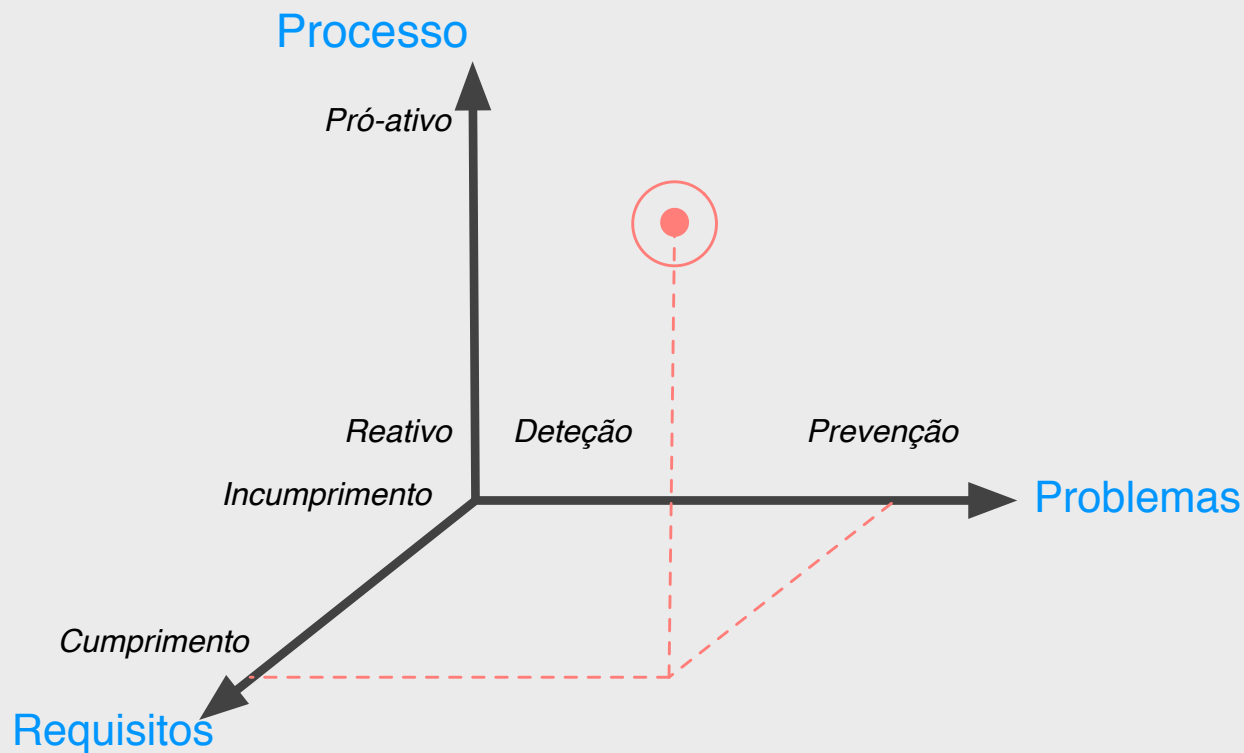 Processo
Pró-ativo
Reativo
Deteção
Prevenção
Incumprimento
Problemas
Cumprimento
Requisitos